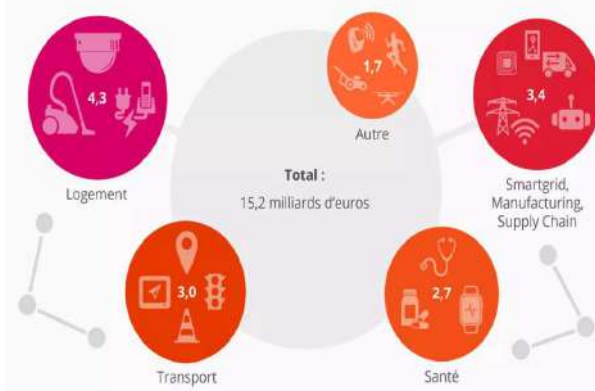 4,3
Logement
1,7
Autre
3,4
Smartgrid,
Manufacturing,
Supply Chain
Total :
15,2 milliards d'euros
3,0
Transport
2,7
Santé